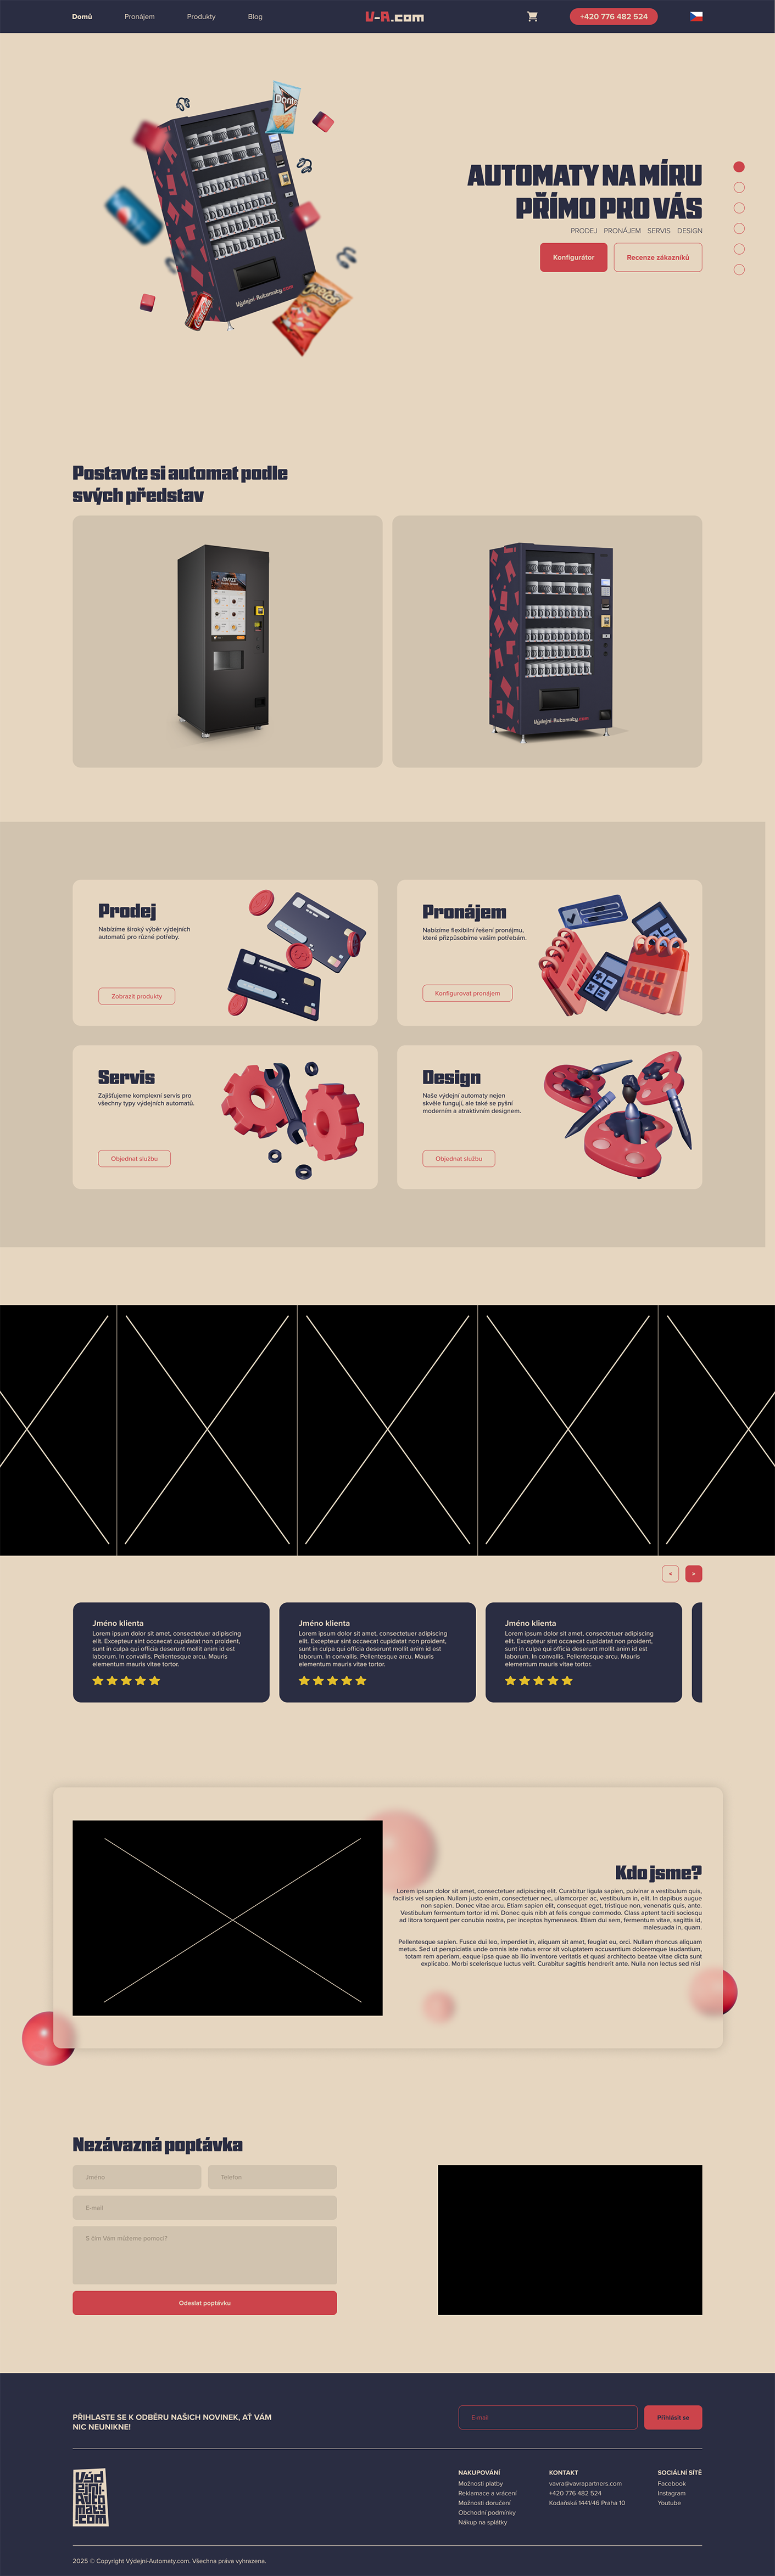 Domů
Pronájem
Produkty
Blog
V-A.com
+420 776 482 524
Doritos
AUTOMATY NA MÍRU
PŘÍMO PRO VÁS
PRODEJ PRONÁJEM SERVIS DESIGN
Konfigurátor
Recenze zákazníků
Výdejní Automaty.com
Coca-Cola
Cheetos
Postavte si automat podle
svých představ
COFFEE
Výdejní Automaty.com
Prodej
Nabízíme široký výběr výdejních
automatů pro různé potřeby.
Zobrazit produkty
Pronájem
Nabízíme flexibilní řešení pronájmu,
které přizpůsobíme vašim potřebám.
Konfigurovat pronájem
Servis
Zajišťujeme komplexní servis pro
všechny typy výdejních automatů.
Objednat službu
Design
Naše výdejní automaty nejen
skvěle fungují, ale také se pyšní
moderním a atraktivním designem.
Objednat službu
<
>
Jméno klienta
Lorem ipsum dolor sit amet, consectetuer adipiscing
elit. Excepteur sint occaecat cupidatat non proident,
sunt in culpa qui officia deserunt mollit anim id est
laborum. In convallis. Pellentesque arcu. Mauris
elementum mauris vitae tortor.
Jméno klienta
Lorem ipsum dolor sit amet, consectetuer adipiscing
elit. Excepteur sint occaecat cupidatat non proident,
sunt in culpa qui officia deserunt mollit anim id est
laborum. In convallis. Pellentesque arcu. Mauris
elementum mauris vitae tortor.
Jméno klienta
Lorem ipsum dolor sit amet, consectetuer adipiscing
elit. Excepteur sint occaecat cupidatat non proident,
sunt in culpa qui officia deserunt mollit anim id est
laborum. In convallis. Pellentesque arcu. Mauris
elementum mauris vitae tortor.
Kdo jsme?
Lorem ipsum dolor sit amet, consectetuer adipiscing elit. Curabitur ligula sapien, pulvinar a vestibulum quis,
facilisis vel sapien. Nullam justo enim, consectetuer nec, ullamcorper ac, vestibulum in, elit. In dapibus augue
non sapien. Donec vitae arcu. Etiam sapien elit, consequat eget, tristique non, venenatis quis, ante.
Vestibulum fermentum tortor id mi. Donec quis nibh at felis congue commodo. Class aptent taciti sociosqu
ad litora torquent per conubia nostra, per inceptos hymenaeos. Etiam dui sem, fermentum vitae, sagittis id,
malesuada in, quam.
Pellentesque sapien. Fusce dui leo, imperdiet in, aliquam sit amet, feugiat eu, orci. Nullam rhoncus aliquam
metus. Sed ut perspiciatis unde omnis iste natus error sit voluptatem accusantium doloremque laudantium,
totam rem aperiam, eaque ipsa quae ab illo inventore veritatis et quasi architecto beatae vitae dicta sunt
explicabo. Morbi scelerisque luctus velit. Curabitur sagittis hendrerit ante. Nulla non lectus sed nisl
Nezávazná poptávka
Jméno
Telefon
E-mail
S čím Vám můžeme pomoci?
Odeslat poptávku
PŘIHLASTE SE K ODBĚRU NAŠICH NOVINEK, AŤ VÁM
NIC NEUNIKNE!
E-mail
Přihlásit se
Výdejní-Automaty.com
NAKUPOVÁNÍ
Možnosti platby
Reklamace a vrácení
Možnosti doručení
Obchodní podmínky
Nákup na splátky
KONTAKT
vavra@vavrapartners.com
+420 776 482 524
Kodaňská 1441/46 Praha 10
SOCIÁLNÍ SÍTĚ
Facebook
Instagram
Youtube
2025 © Copyright Výdejní-Automaty.com. Všechna práva vyhrazena.